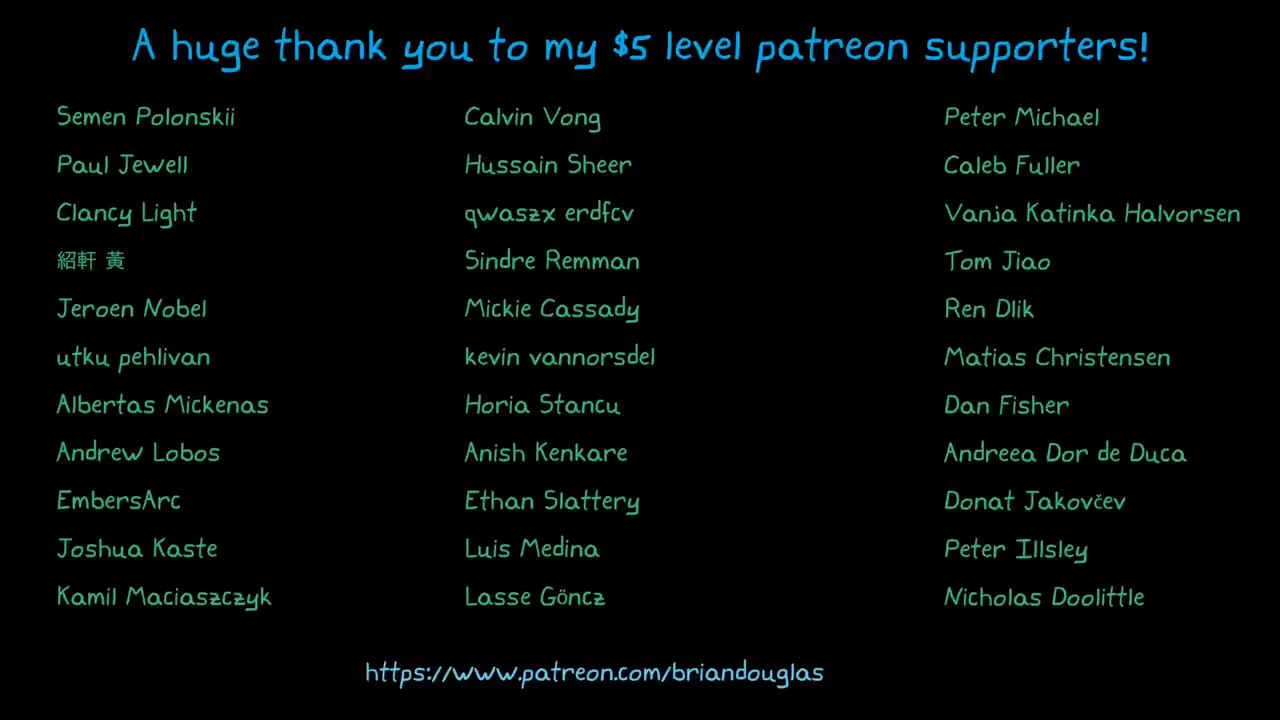 A huge thank you to my $5 level patreon supporters!
Semen Polonskii
Paul Jewell
Clancy Light
紹軒 黃
Jeroen Nobel
utku pehlivan
Albertas Mickenas
Andrew Lobos
EmbersArc
Joshua Kaste
Kamil Maciaszczyk
Calvin Vong
Hussain Sheer
qwaszx erdfcv
Sindre Remman
Mickie Cassady
kevin vannorsdel
Horia Stancu
Anish Kenkare
Ethan Slattery
Luis Medina
Lasse Göncz
Peter Michael
Caleb Fuller
Vanja Katinka Halvorsen
Tom Jiao
Ren Dlik
Matias Christensen
Dan Fisher
Andreea Dor de Duca
Donat Jakovčev
Peter Illsley
Nicholas Doolittle
https://www.patreon.com/briandouglas